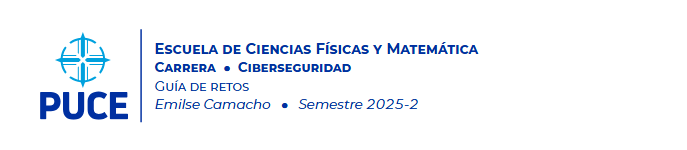 PUCE
Escuela de Ciencias Físicas y Matemática
Carrera • Ciberseguridad
Guía de retos
Emilse Camacho • Semestre 2025-2